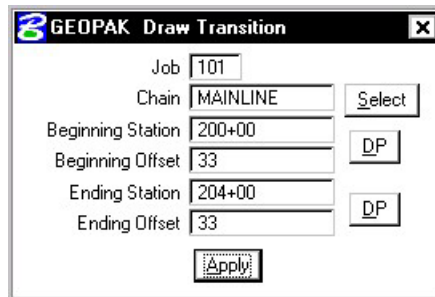 GEOPAK Draw Transition
Job 101
Chain MAINLINE Select
Beginning Station 200+00
DP
Beginning Offset 33
Ending Station 204+00
DP
Ending Offset 33
Apply